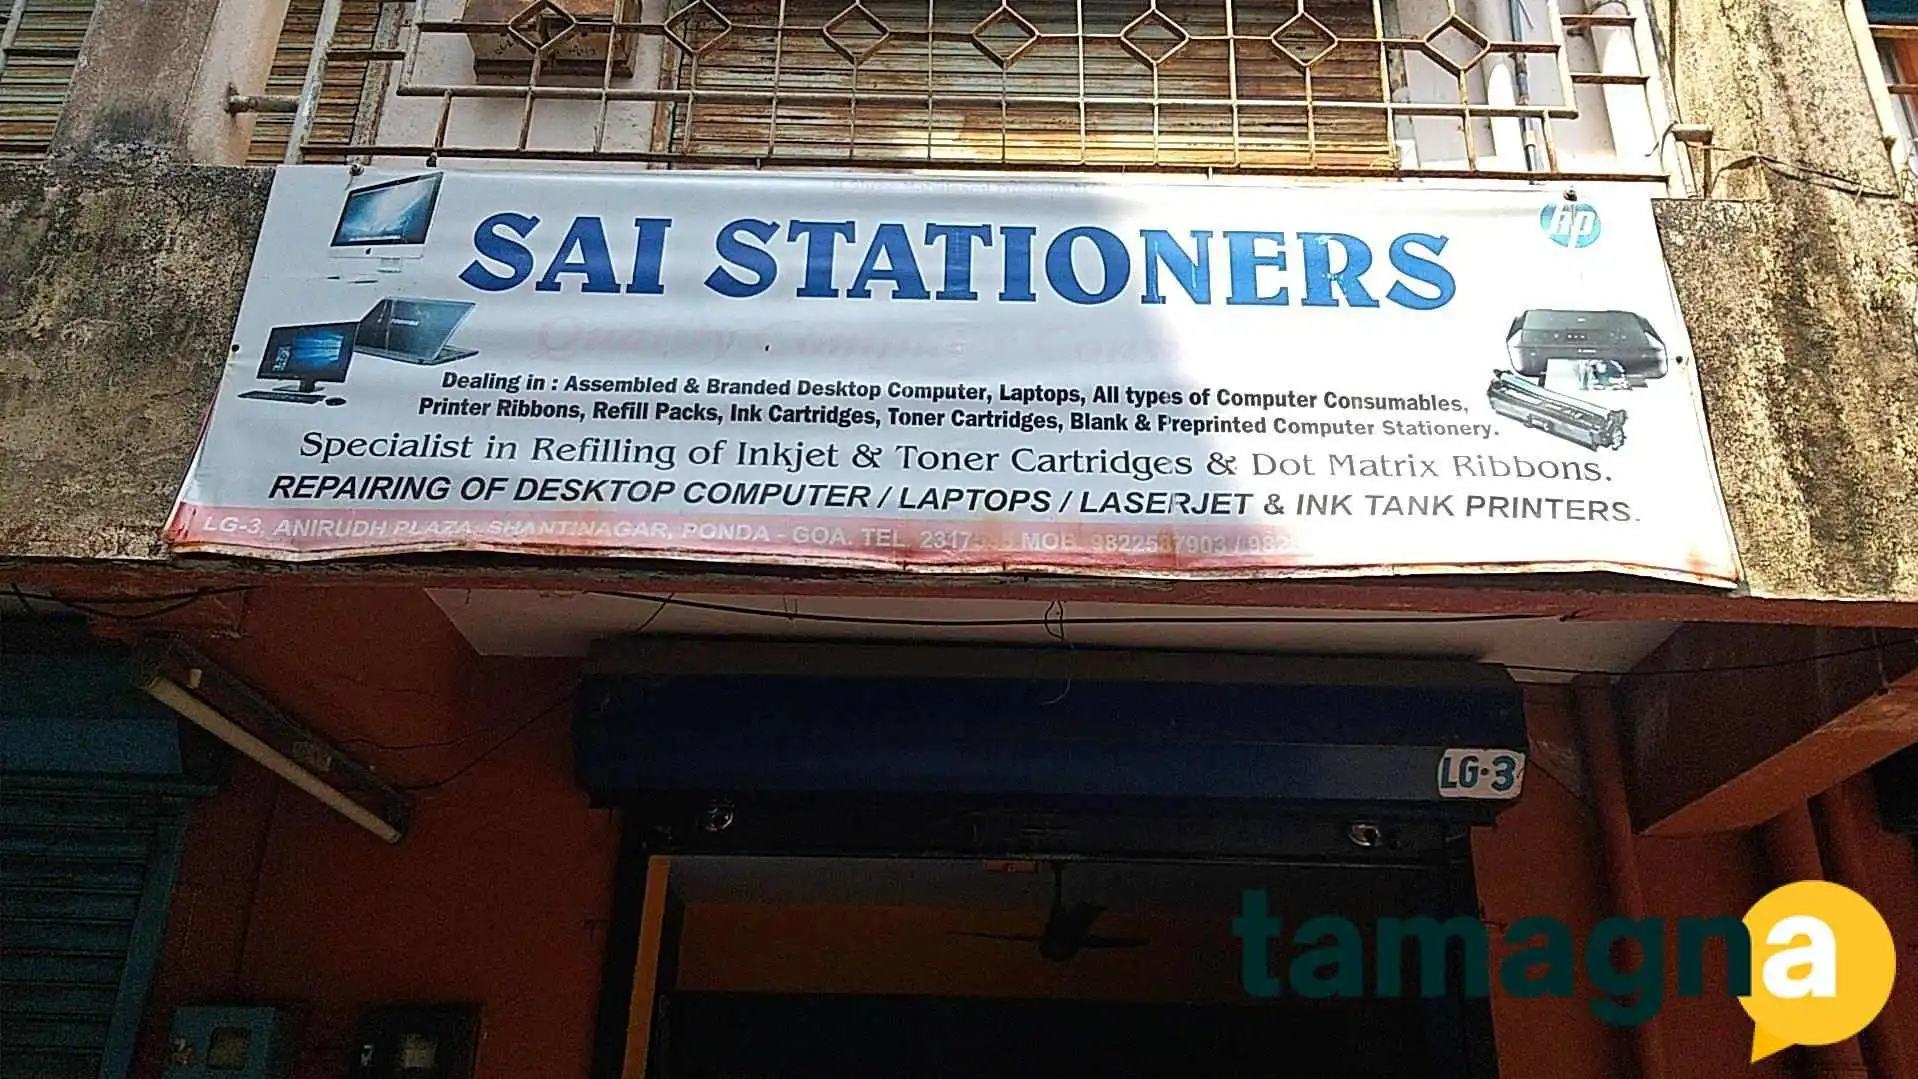 hp
SAI STATIONERS
Dealing in : Assembled & Branded Desktop Computer, Laptops, All types of Computer Consumables,
Printer Ribbons, Refill Packs, Ink Cartridges, Toner Cartridges, Blank & Preprinted Computer Stationery.
Specialist in Refilling of Inkjet & Toner Cartridges & Dot Matrix Ribbons.
REPAIRING OF DESKTOP COMPUTER / LAPTOPS / LASERJET & INK TANK PRINTERS.
LG-3, ANIRUDH PLAZA, SHANTINAGAR, PONDA - GOA. TEL. MOB.
LG·3
tamagna